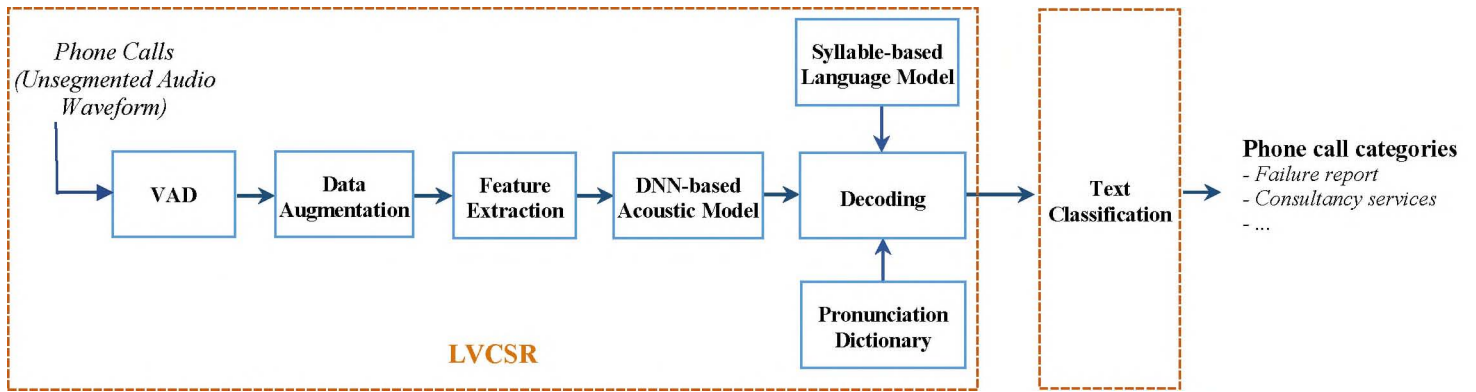 Phone Calls
(Unsegmented Audio
Waveform)
VAD
Data
Augmentation
Feature
Extraction
DNN-based
Acoustic Model
Syllable-based
Language Model
Decoding
Pronunciation
Dictionary
LVCSR
Text
Classification
Phone call categories
- Failure report
- Consultancy services
- ...